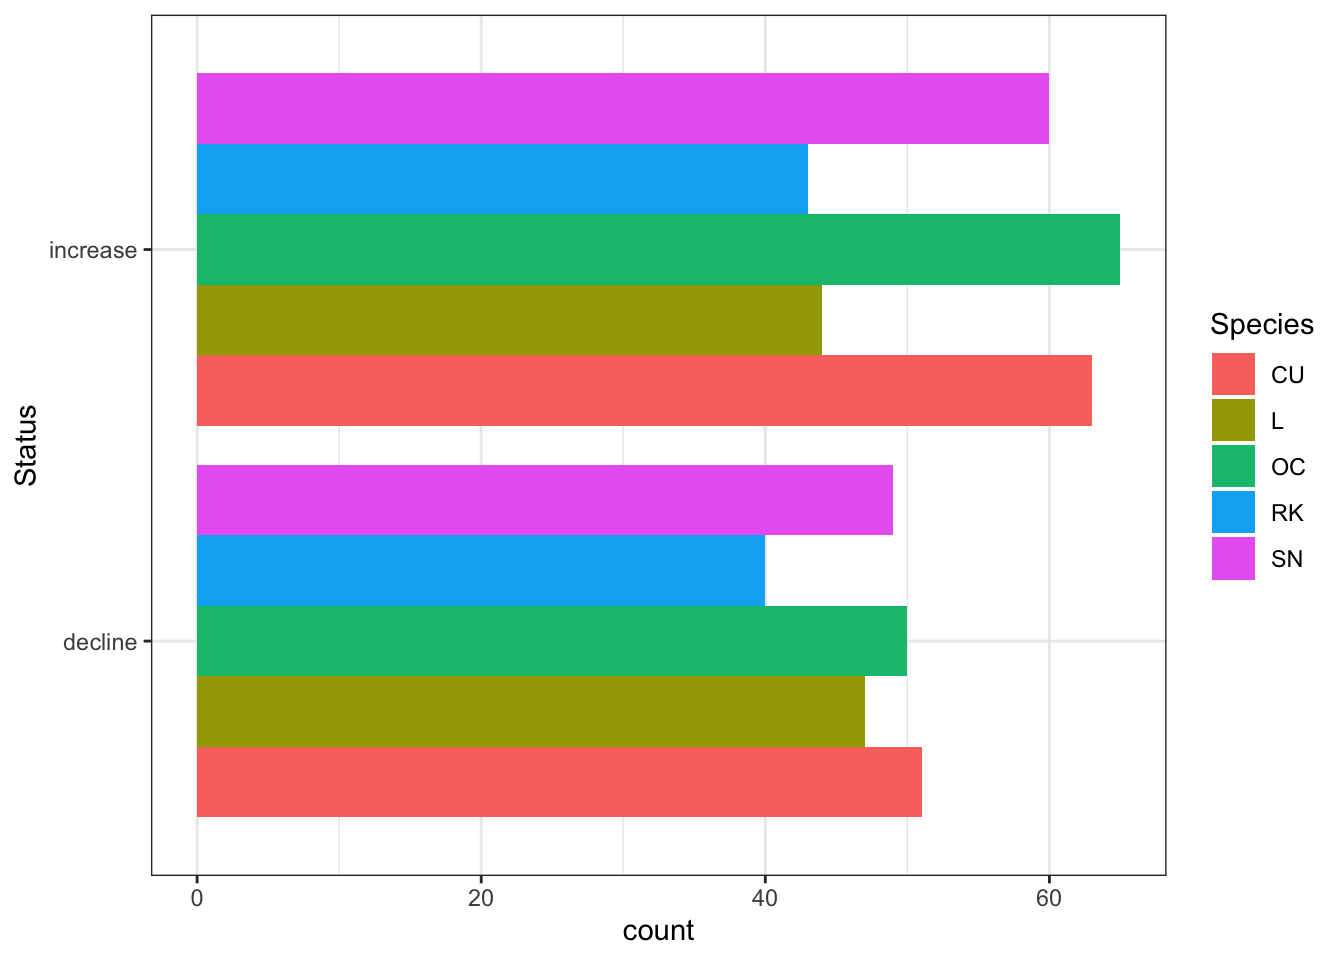 Status
increase
decline
0 20 40 60
count
Species
CU
L
OC
RK
SN